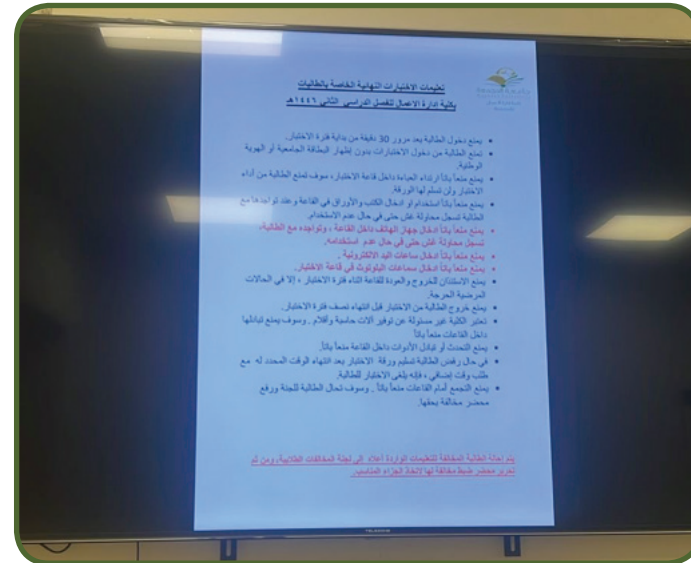 تعليمات الاختبارات النهائية الخاصة بالطالبات
بكلية إدارة الاعمال للفصل الدراسي الثاني ١٤٤٦هـ
• يمنع دخول الطالبة بعد مرور 30 دقيقة من بداية فترة الاختبار.
• تمنع الطالبة من دخول الاختبارات بدون إظهار البطاقة الجامعية أو الهوية
الوطنية.
• يمنع منعاً باتاً ارتداء العباءة داخل قاعة الاختبار، سوف تمنع الطالبة من أداء
الاختبار ولن تسلم لها الورقة.
• يمنع منعاً باتاً استخدام او ادخال الكتب والأوراق في القاعة وعند تواجدها مع
الطالبة تسجل محاولة غش حتى في حال عدم الاستخدام.
• يمنع منعاً باتاً ادخال جهاز الهاتف داخل القاعة ، وتواجده مع الطالبة،
تسجل محاولة غش حتى في حال عدم استخدامه.
• يمنع منعاً باتاً ادخال ساعات اليد الالكترونية .
• يمنع منعاً باتاً ادخال سماعات البلوتوث في قاعة الاختبار.
• يمنع الاستئذان للخروج والعودة للقاعة اثناء فترة الاختبار ، إلا في الحالات
المرضية الحرجة.
• يمنع خروج الطالبة من الاختبار قبل انتهاء نصف فترة الاختبار.
• تعتبر الكلية غير مسئولة عن توفير آلات حاسبة وأقلام . وسوف يمنع تبادلها
داخل القاعات منعاً باتاً
• يمنع التحدث أو تبادل الأدوات داخل القاعة منعاً باتاً.
• في حال رفض الطالبة تسليم ورقة الاختبار بعد انتهاء الوقت المحدد له مع
طلب وقت إضافي ، فإنه يلغى الاختبار للطالبة.
• يمنع التجمع أمام القاعات منعاً باتاً . وسوف تحال الطالبة للجنة ورفع
محضر مخالفة بحقها.
يتم إحالة الطالبة المخالفة للتعليمات الواردة أعلاه الى لجنة المخالفات الطلابية، ومن ثم
تحرير محضر ضبط مخالفة لها لاتخاذ الجزاء المناسب.